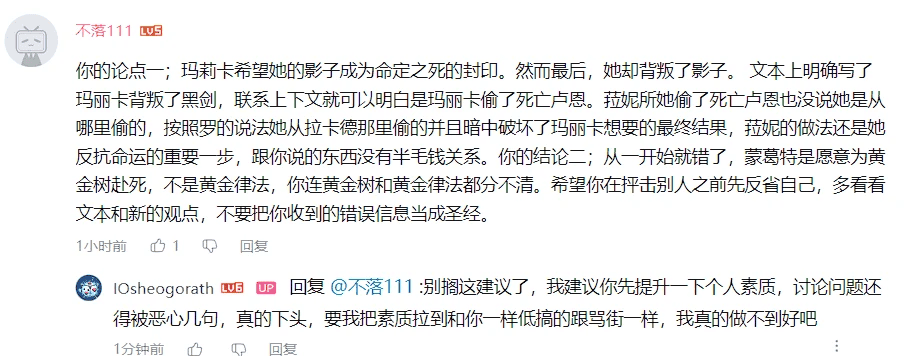 不落111 LV5
你的论点一；玛莉卡希望她的影子成为命定之死的封印。然而最后，她却背叛了影子。 文本上明确写了
玛丽卡背叛了黑剑，联系上下文就可以明白是玛丽卡偷了死亡卢恩。菈妮所她偷了死亡卢恩也没说她是从
哪里偷的，按照罗的说法她从拉卡德那里偷的并且暗中破坏了玛丽卡想要的最终结果，菈妮的做法还是她
反抗命运的重要一步，跟你说的东西没有半毛钱关系。你的结论二；从一开始就错了，蒙葛特是愿意为黄
金树赴死，不是黄金律法，你连黄金树和黄金律法都分不清。希望你在抨击别人之前先反省自己，多看看
文本和新的观点，不要把你收到的错误信息当成圣经。
1小时前 1 回复
IOsheogorath LV6 UP 回复 @不落111 :别搁这建议了，我建议你先提升一下个人素质，讨论问题还
得被恶心几句，真的下头，要我把素质拉到和你一样低搞的跟骂街一样，我真的做不到好吧
1分钟前 回复